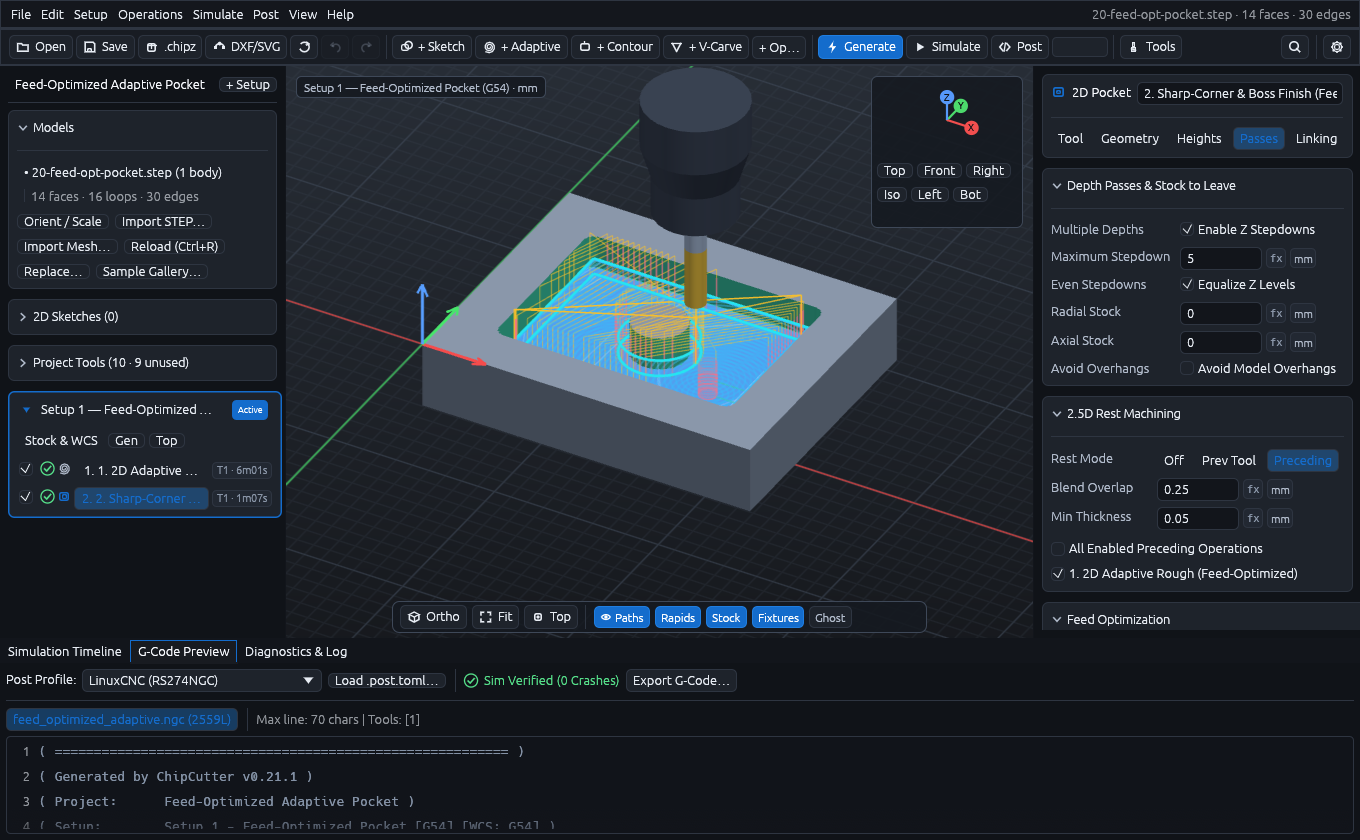 File Edit Setup Operations Simulate Post View Help
20-feed-opt-pocket.step · 14 faces · 30 edges
Open Save .chipz DXF/SVG + Sketch + Adaptive + Contour + V-Carve + Op… Generate Simulate Post Tools
Feed-Optimized Adaptive Pocket + Setup
Models
• 20-feed-opt-pocket.step (1 body)
14 faces · 16 loops · 30 edges
Orient / Scale Import STEP…
Import Mesh… Reload (Ctrl+R)
Replace… Sample Gallery…
2D Sketches (0)
Project Tools (10 · 9 unused)
Setup 1 — Feed-Optimized … Active
Stock & WCS Gen Top
1. 1. 2D Adaptive … T1 · 6m01s
2. 2. Sharp-Corner … T1 · 1m07s
Setup 1 — Feed-Optimized Pocket (G54) · mm
Z
Y
X
Top Front Right
Iso Left Bot
Ortho Fit Top Paths Rapids Stock Fixtures Ghost
2D Pocket 2. Sharp-Corner & Boss Finish (Fee
Tool Geometry Heights Passes Linking
Depth Passes & Stock to Leave
Multiple Depths Enable Z Stepdowns
Maximum Stepdown 5 fx mm
Even Stepdowns Equalize Z Levels
Radial Stock 0 fx mm
Axial Stock 0 fx mm
Avoid Overhangs Avoid Model Overhangs
2.5D Rest Machining
Rest Mode Off Prev Tool Preceding
Blend Overlap 0.25 fx mm
Min Thickness 0.05 fx mm
All Enabled Preceding Operations
1. 2D Adaptive Rough (Feed-Optimized)
Feed Optimization
Simulation Timeline G-Code Preview Diagnostics & Log
Post Profile: LinuxCNC (RS274NGC) Load .post.toml… Sim Verified (0 Crashes) Export G-Code…
feed_optimized_adaptive.ngc (2559L) Max line: 70 chars | Tools: [1]
1 ( ========================================================== )
2 ( Generated by ChipCutter v0.21.1 )
3 ( Project: Feed-Optimized Adaptive Pocket )
4 ( Setup: Setup 1 - Feed-Optimized Pocket [G54] [WCS: G54] )